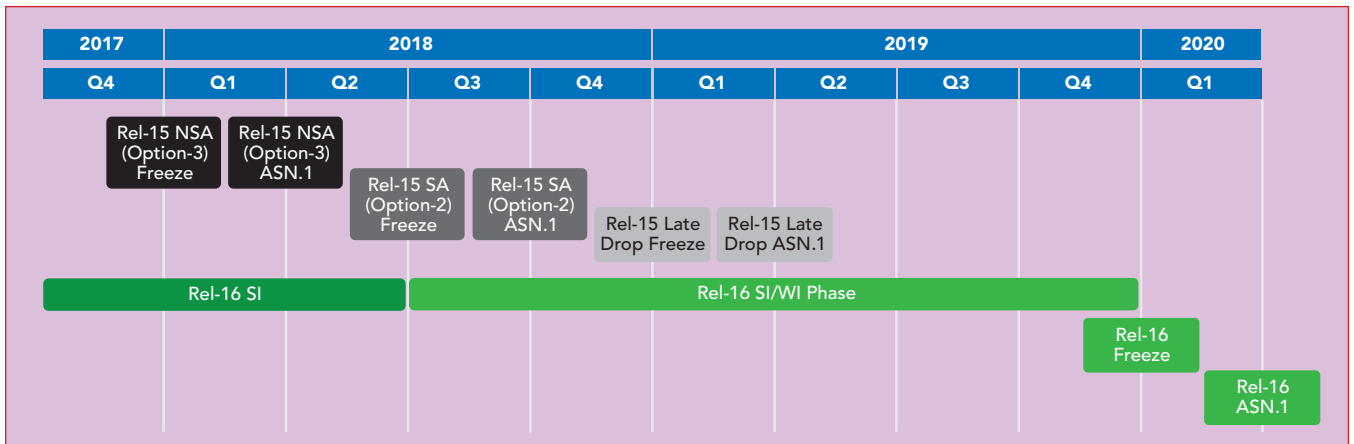 2017 2018 2019 2020
Q4 Q1 Q2 Q3 Q4 Q1 Q2 Q3 Q4 Q1
Rel-15 NSA
(Option-3)
Freeze
Rel-15 NSA
(Option-3)
ASN.1
Rel-15 SA
(Option-2)
Freeze
Rel-15 SA
(Option-2)
ASN.1
Rel-15 Late
Drop Freeze
Rel-15 Late
Drop ASN.1
Rel-16 SI
Rel-16 SI/WI Phase
Rel-16
Freeze
Rel-16
ASN.1